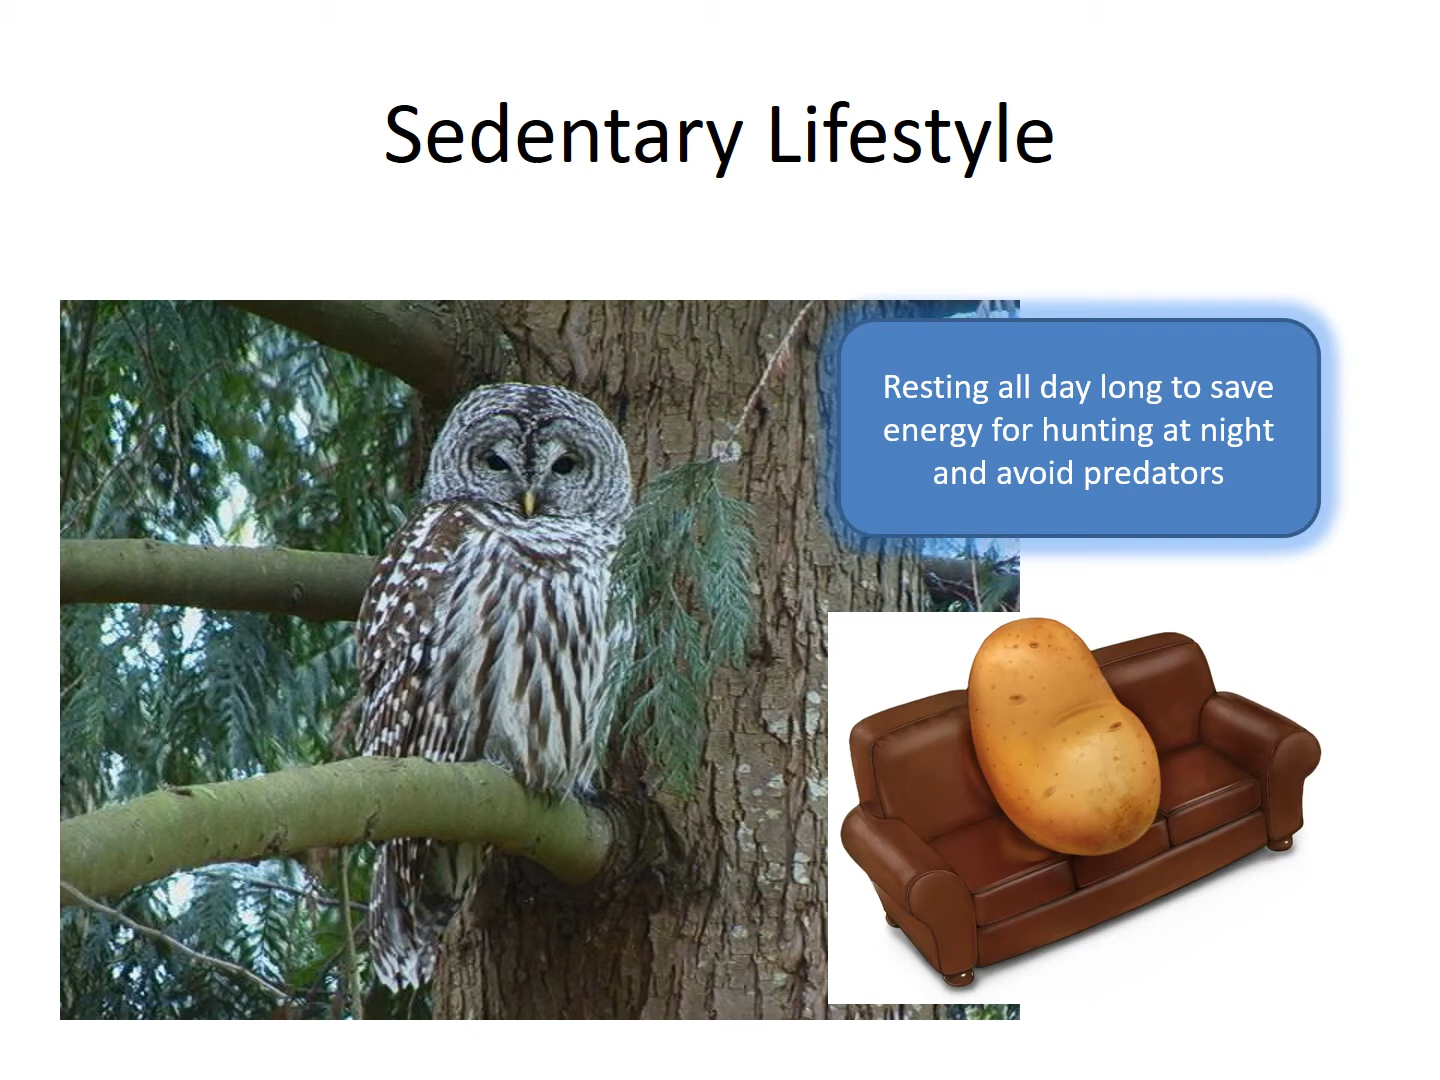 Sedentary Lifestyle
Resting all day long to save
energy for hunting at night
and avoid predators